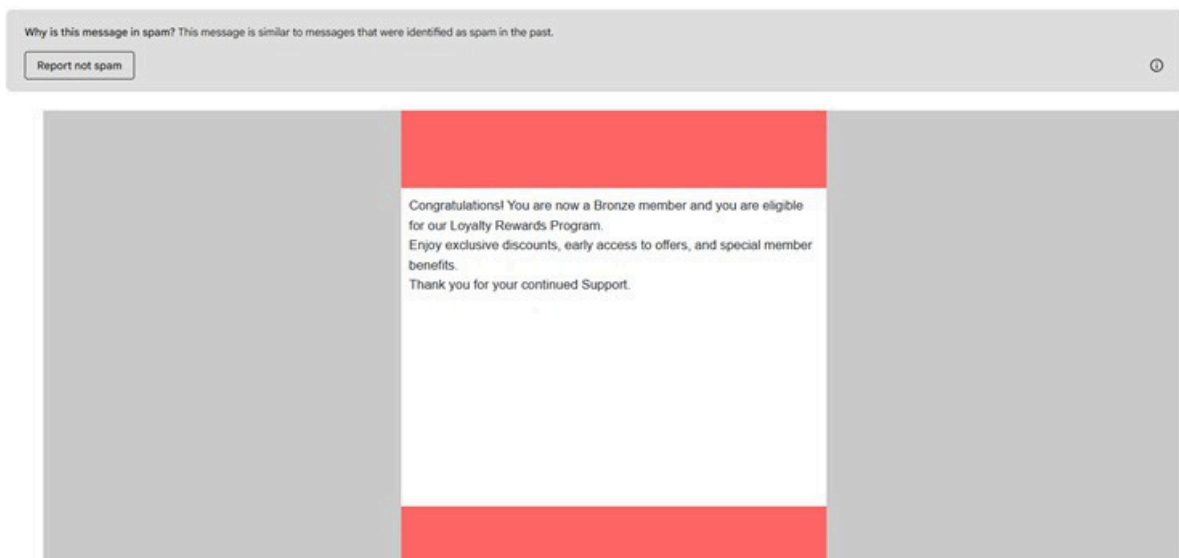 Why is this message in spam? This message is similar to messages that were identified as spam in the past.
Report not spam
Congratulations! You are now a Bronze member and you are eligible
for our Loyalty Rewards Program.
Enjoy exclusive discounts, early access to offers, and special member
benefits.
Thank you for your continued Support.